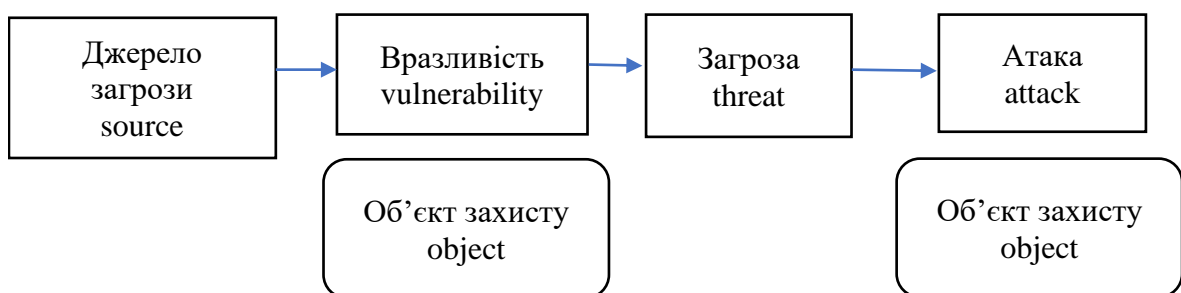 Джерело
загрози
source
Вразливість
vulnerability
Загроза
threat
Атака
attack
Об’єкт захисту
object
Об’єкт захисту
object